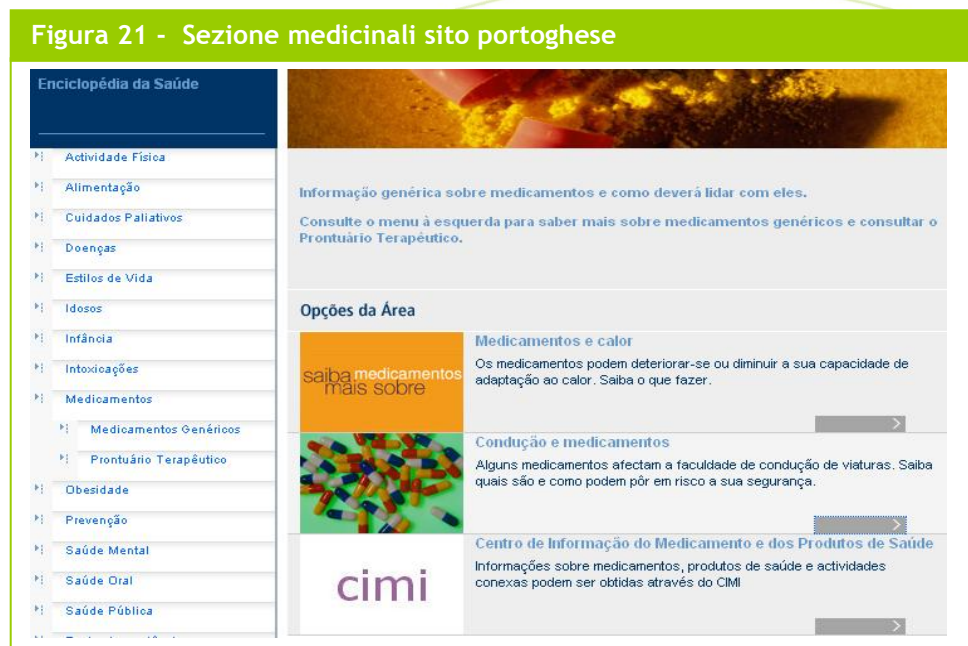 Figura 21 - Sezione medicinali sito portoghese
Enciclopédia da Saúde
Actividade Física
Alimentação
Cuidados Paliativos
Doenças
Estilos de Vida
Idosos
Infância
Intoxicações
Medicamentos
Medicamentos Genéricos
Prontuário Terapêutico
Obesidade
Prevenção
Saúde Mental
Saúde Oral
Saúde Pública
Informação genérica sobre medicamentos e como deverá lidar com eles.
Consulte o menu à esquerda para saber mais sobre medicamentos genéricos e consultar o
Prontuário Terapéutico.
Opções da Área
saiba medicamentos
mais sobre
Medicamentos e calor
Os medicamentos podem deteriorar-se ou diminuir a sua capacidade de
adaptação ao calor. Saiba o que fazer.
Condução e medicamentos
Alguns medicamentos afectam a faculdade de condução de viaturas. Saiba
quais são e como podem pôr em risco a sua segurança.
cimi
Centro de Informação do Medicamento e dos Produtos de Saúde
Informações sobre medicamentos, produtos de saúde e actividades
conexas podem ser obtidas através do CIMI